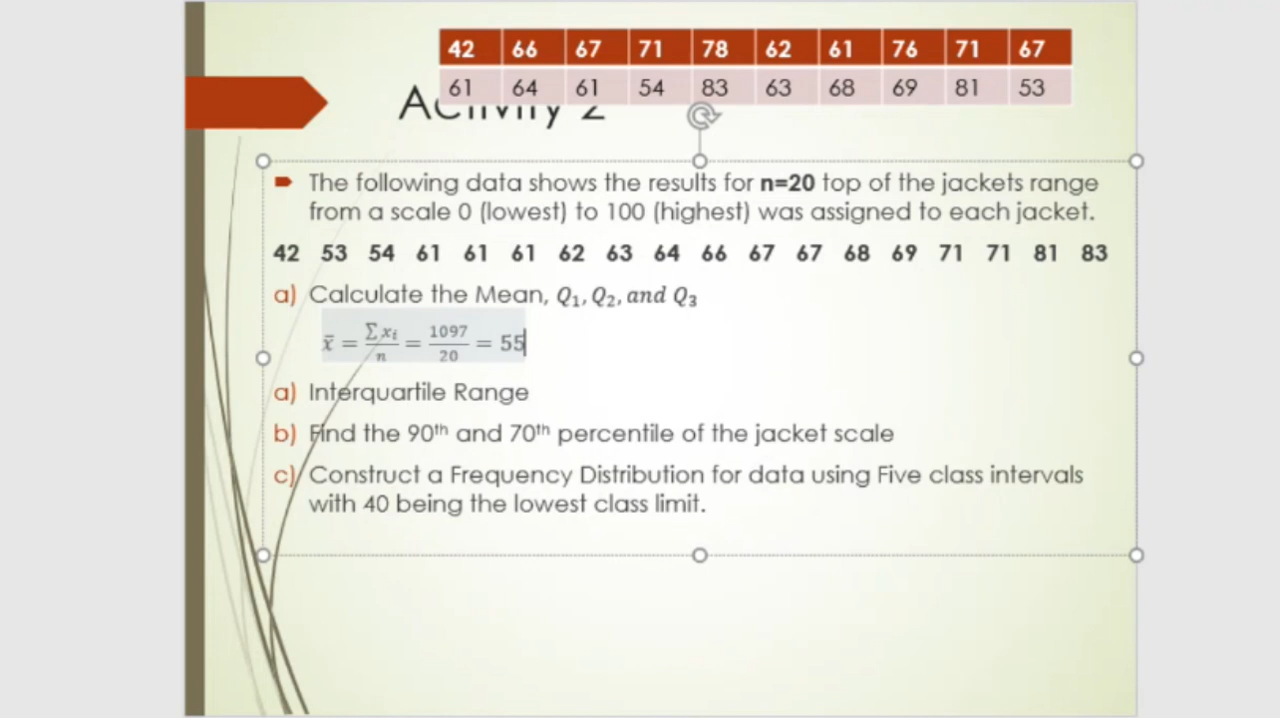 42 66 67 71 78 62 61 76 71 67
61 64 61 54 83 63 68 69 81 53
Activity 2
The following data shows the results for n=20 top of the jackets range
from a scale 0 (lowest) to 100 (highest) was assigned to each jacket.
42 53 54 61 61 61 62 63 64 66 67 67 68 69 71 71 81 83
a) Calculate the Mean, Q₁, Q₂, and Q₃
x̄ = ∑xᵢ/n = 1097/20 = 55
a) Interquartile Range
b) Find the 90th and 70th percentile of the jacket scale
c) Construct a Frequency Distribution for data using Five class intervals
with 40 being the lowest class limit.